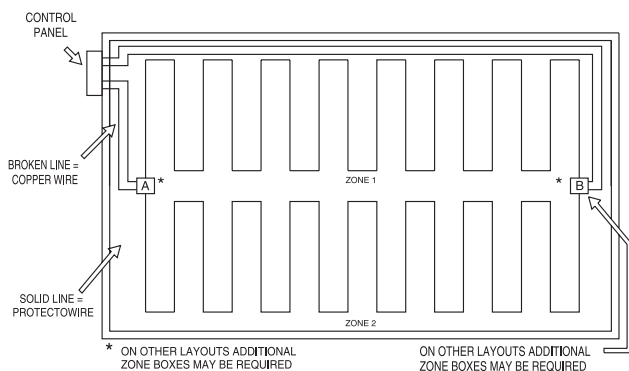 CONTROL
PANEL
BROKEN LINE =
COPPER WIRE
A *
ZONE 1
* B
SOLID LINE =
PROTECTOWIRE
ZONE 2
* ON OTHER LAYOUTS ADDITIONAL
ZONE BOXES MAY BE REQUIRED
ON OTHER LAYOUTS ADDITIONAL
ZONE BOXES MAY BE REQUIRED